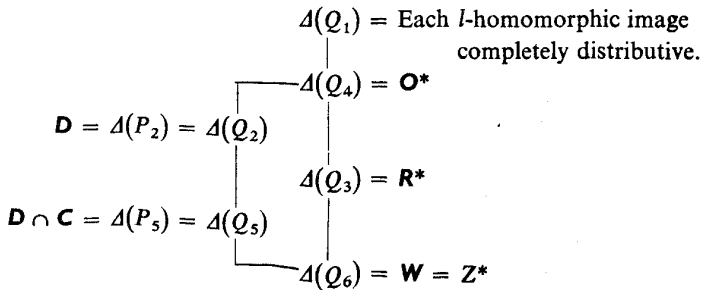 Δ(Q₁) = Each l-homomorphic image
completely distributive.
Δ(Q₄) = O*
D = Δ(P₂) = Δ(Q₂)
Δ(Q₃) = R*
D ∩ C = Δ(P₅) = Δ(Q₅)
Δ(Q₆) = W = Z*